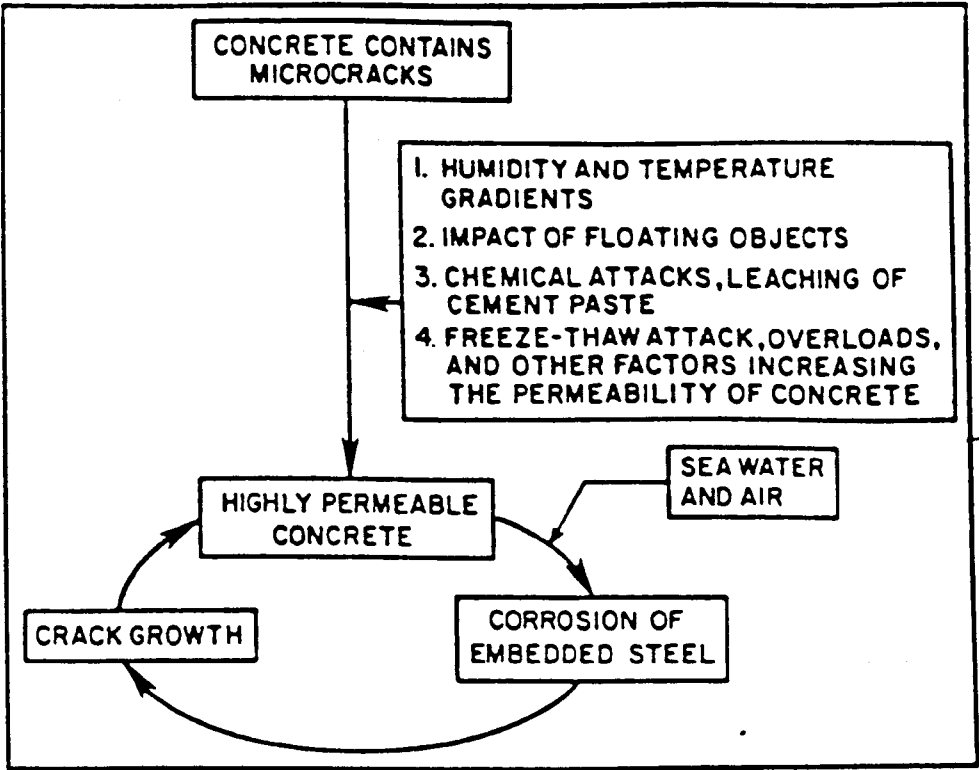 CONCRETE CONTAINS
MICROCRACKS
1. HUMIDITY AND TEMPERATURE
GRADIENTS
2. IMPACT OF FLOATING OBJECTS
3. CHEMICAL ATTACKS, LEACHING OF
CEMENT PASTE
4. FREEZE-THAW ATTACK, OVERLOADS,
AND OTHER FACTORS INCREASING
THE PERMEABILITY OF CONCRETE
SEA WATER
AND AIR
HIGHLY PERMEABLE
CONCRETE
CORROSION OF
EMBEDDED STEEL
CRACK GROWTH